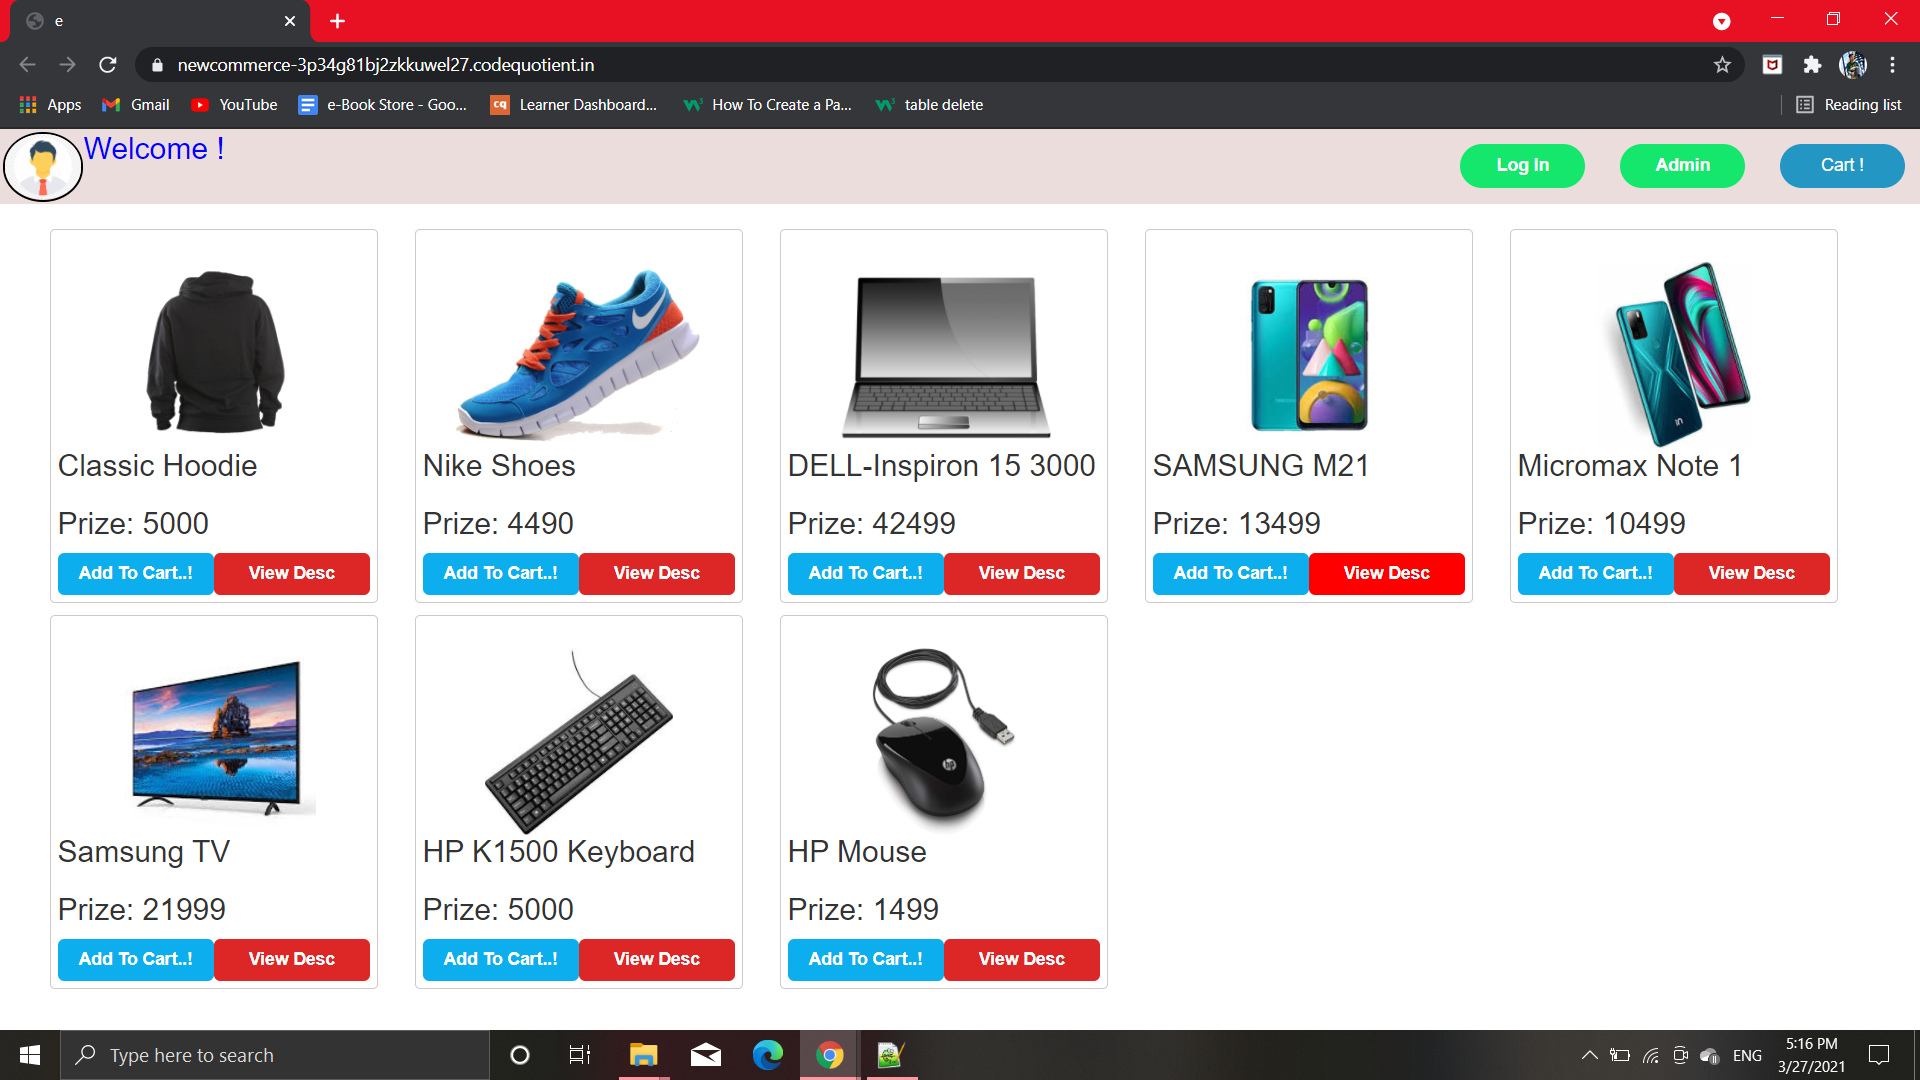 e
newcommerce-3p34g81bj2zkkuwel27.codequotient.in
Apps Gmail YouTube e-Book Store - Goo... cq Learner Dashboard... How To Create a Pa... table delete Reading list
Welcome !
Log In Admin Cart !
Classic Hoodie Nike Shoes DELL-Inspiron 15 3000 SAMSUNG M21 Micromax Note 1
Prize: 5000 Prize: 4490 Prize: 42499 Prize: 13499 Prize: 10499
Add To Cart..! View Desc Add To Cart..! View Desc Add To Cart..! View Desc Add To Cart..! View Desc Add To Cart..! View Desc
Samsung TV HP K1500 Keyboard HP Mouse
Prize: 21999 Prize: 5000 Prize: 1499
Add To Cart..! View Desc Add To Cart..! View Desc Add To Cart..! View Desc
Type here to search
ENG
5:16 PM
3/27/2021